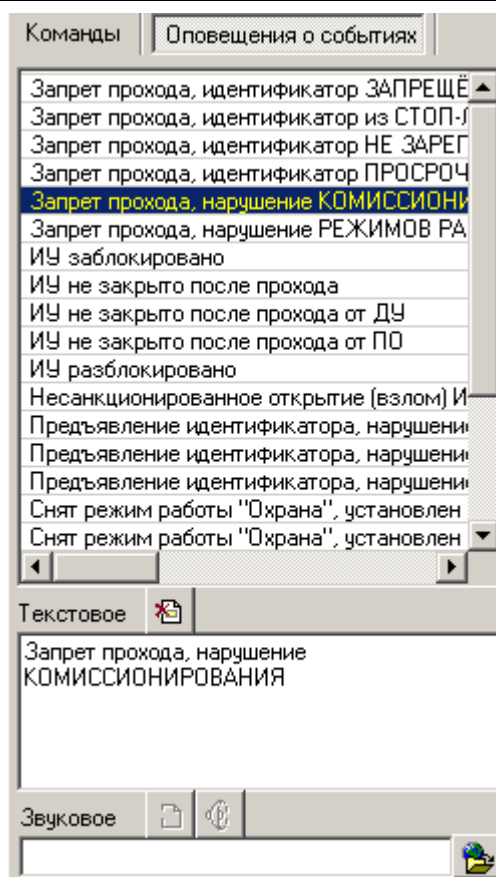 Команды Оповещения о событиях
Запрет прохода, идентификатор ЗАПРЕЩЁ
Запрет прохода, идентификатор из СТОП-Л
Запрет прохода, идентификатор НЕ ЗАРЕГ
Запрет прохода, идентификатор ПРОСРОЧ
Запрет прохода, нарушение КОМИССИОНИ
Запрет прохода, нарушение РЕЖИМОВ РА
ИУ заблокировано
ИУ не закрыто после прохода
ИУ не закрыто после прохода от ДУ
ИУ не закрыто после прохода от ПО
ИУ разблокировано
Несанкционированное открытие (взлом) И
Предъявление идентификатора, нарушени
Предъявление идентификатора, нарушени
Предъявление идентификатора, нарушени
Снят режим работы "Охрана", установлен
Снят режим работы "Охрана", установлен
Текстовое
Запрет прохода, нарушение
КОМИССИОНИРОВАНИЯ
Звуковое